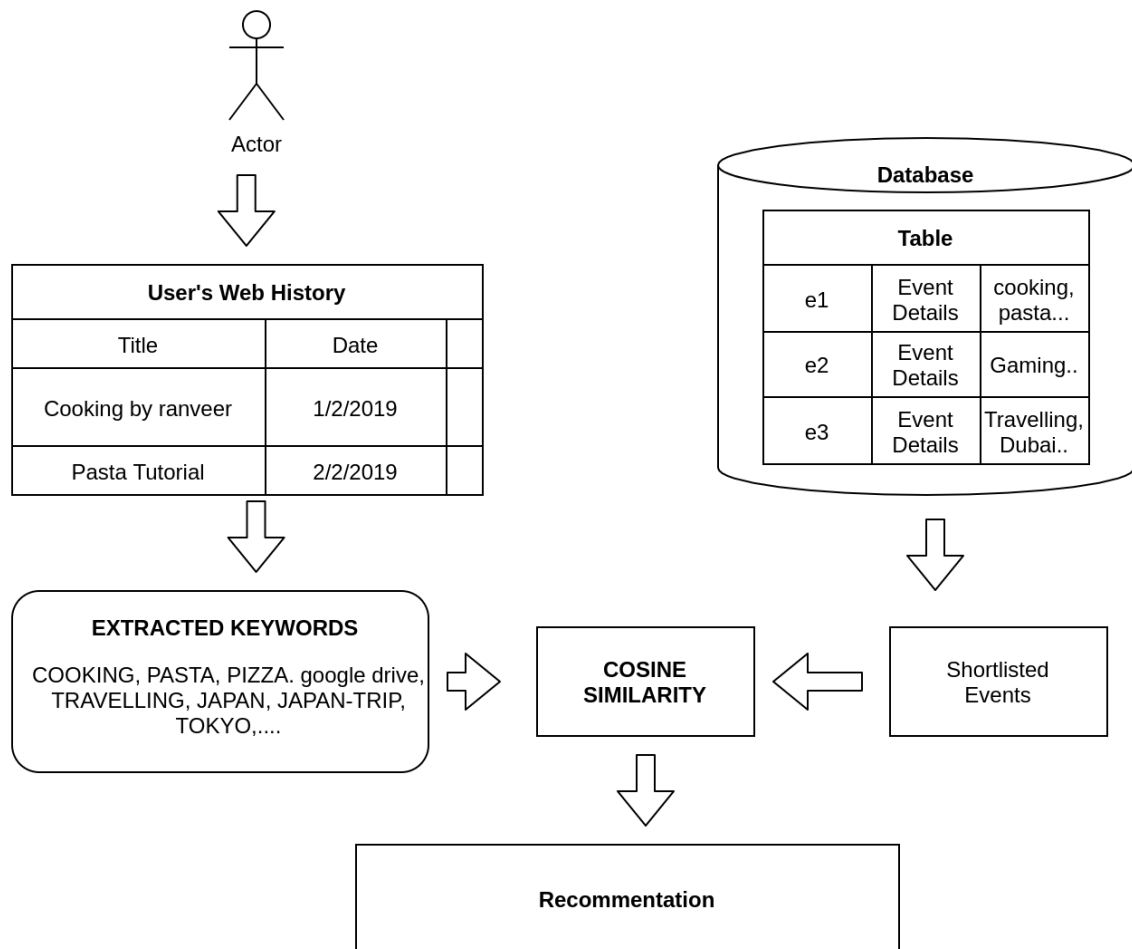 Actor
User's Web History
Title
Date
Cooking by ranveer
1/2/2019
Pasta Tutorial
2/2/2019
Database
Table
e1
Event
Details
cooking,
pasta...
e2
Event
Details
Gaming..
e3
Event
Details
Travelling,
Dubai..
EXTRACTED KEYWORDS
COOKING, PASTA, PIZZA. google drive,
TRAVELLING, JAPAN, JAPAN-TRIP,
TOKYO,....
COSINE
SIMILARITY
Shortlisted
Events
Recommentation